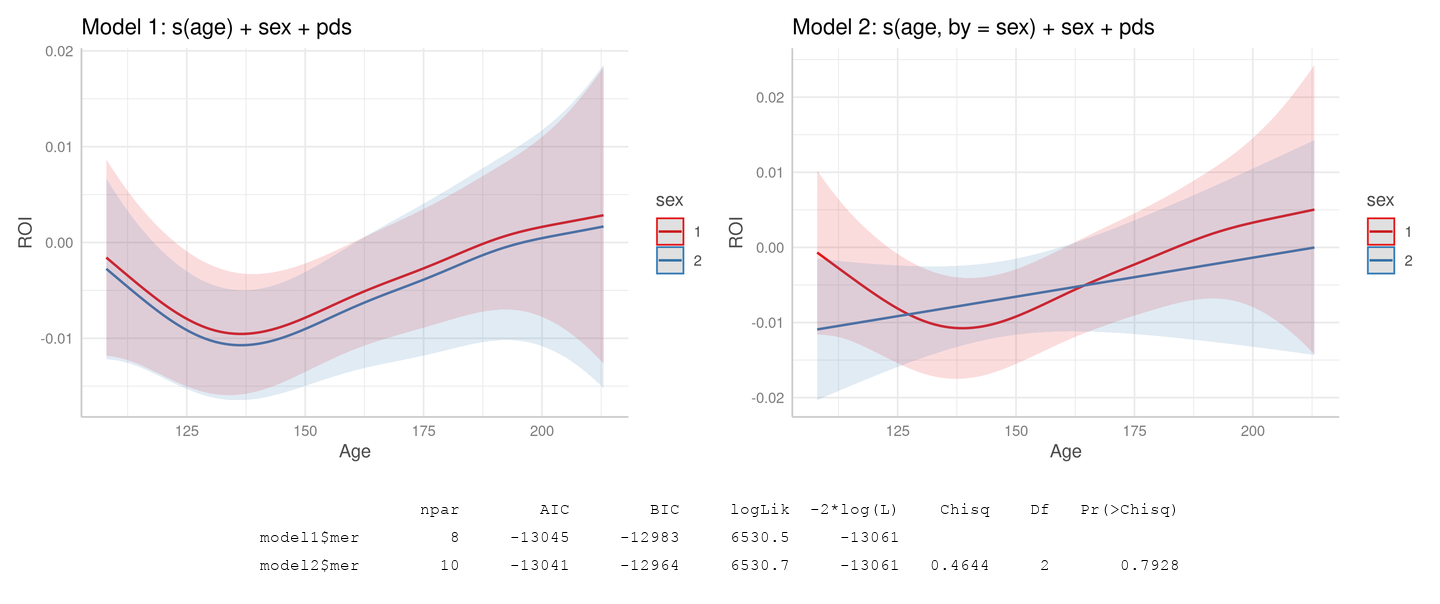 Model 1: s(age) + sex + pds
0.02
0.01
0.00
-0.01
ROI
125 150 175 200
Age
sex
1
2
Model 2: s(age, by = sex) + sex + pds
0.02
0.01
0.00
-0.01
-0.02
ROI
125 150 175 200
Age
sex
1
2
npar AIC BIC logLik -2*log(L) Chisq Df Pr(>Chisq)
model1$mer 8 -13045 -12983 6530.5 -13061
model2$mer 10 -13041 -12964 6530.7 -13061 0.4644 2 0.7928